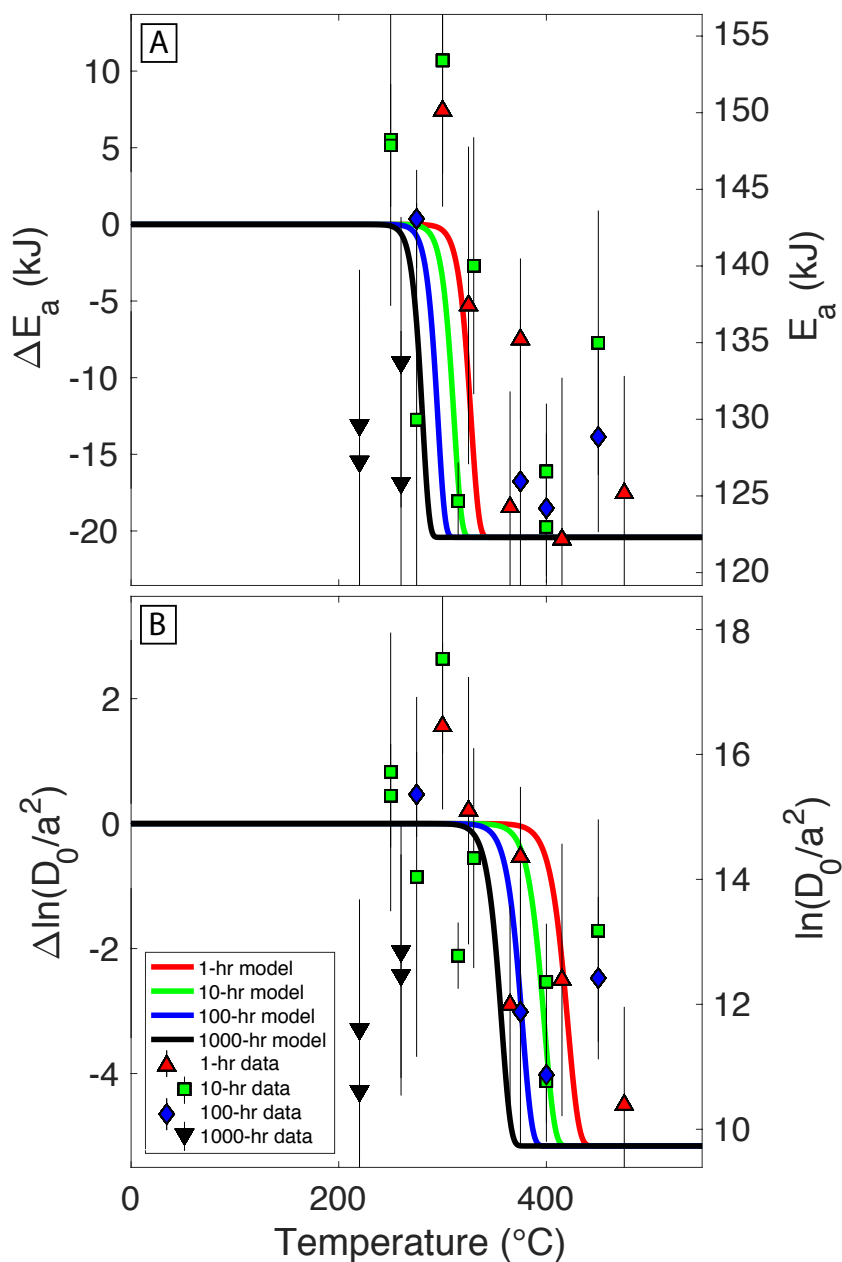 A
10
5
0
-5
-10
-15
-20
ΔE_a (kJ)
155
150
145
140
135
130
125
120
E_a (kJ)
B
2
0
-2
-4
Δln(D_0/a^2)
18
16
14
12
10
ln(D_0/a^2)
1-hr model
10-hr model
100-hr model
1000-hr model
1-hr data
10-hr data
100-hr data
1000-hr data
0 200 400
Temperature (°C)